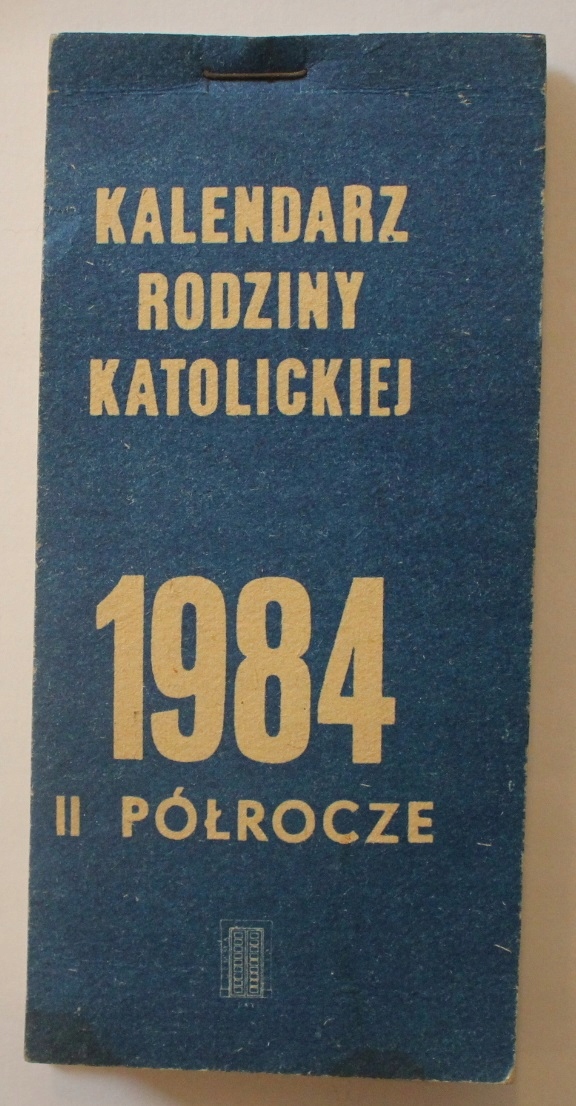 KALENDARZ
RODZINY
KATOLICKIEJ
1984
II PÓŁROCZE